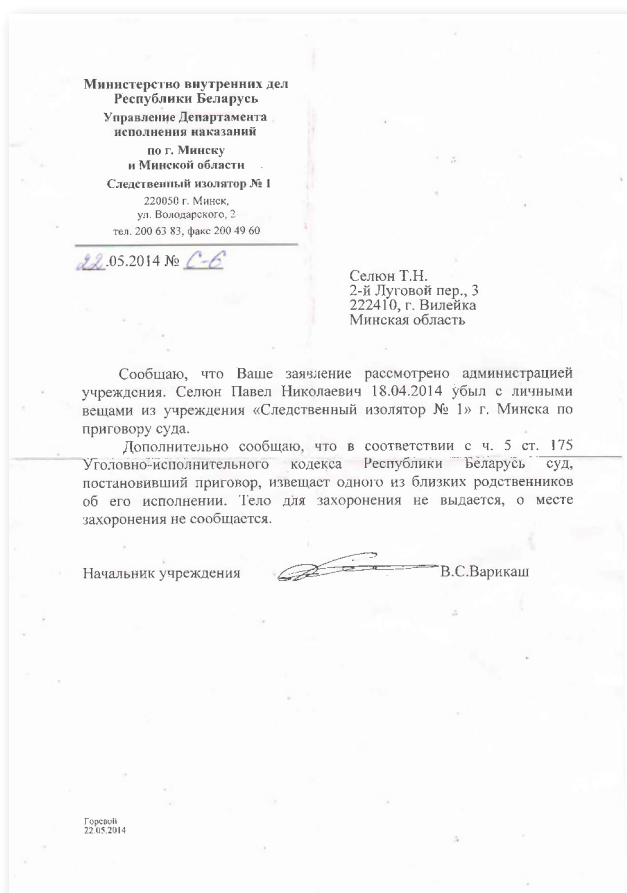 Министерство внутренних дел
Республики Беларусь
Управление Департамента
исполнения наказаний
по г. Минску
и Минской области
Следственный изолятор № 1
220050 г. Минск,
ул. Володарского, 2
тел. 200 63 83, факс 200 49 60
22.05.2014 № С-6
Селюн Т.Н.
2-й Луговой пер., 3
222410, г. Вилейка
Минская область
Сообщаю, что Ваше заявление рассмотрено администрацией
учреждения. Селюн Павел Николаевич 18.04.2014 убыл с личными
вещами из учреждения «Следственный изолятор № 1» г. Минска по
приговору суда.
Дополнительно сообщаю, что в соответствии с ч. 5 ст. 175
Уголовно-исполнительного кодекса Республики Беларусь суд,
постановивший приговор, извещает одного из близких родственников
об его исполнении. Тело для захоронения не выдается, о месте
захоронения не сообщается.
Начальник учреждения В.С.Варикаш
Горевой
22.05.2014